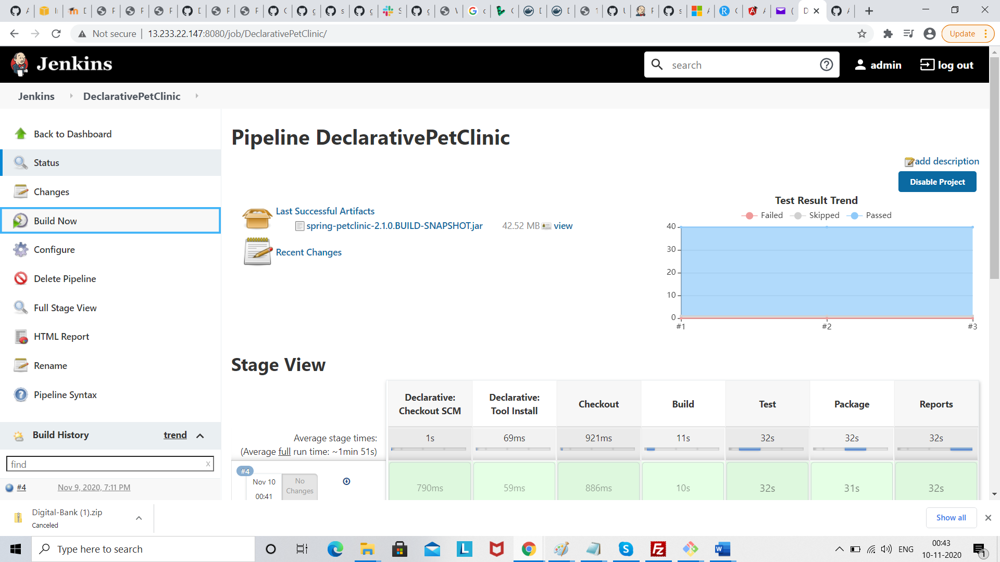 Not secure
13.233.22.147:8080/job/DeclarativePetClinic/
Update
Jenkins
search
admin
log out
Jenkins
DeclarativePetClinic
Back to Dashboard
Status
Changes
Build Now
Configure
Delete Pipeline
Full Stage View
HTML Report
Rename
Pipeline Syntax
Build History
trend
find
x
#4
Nov 9, 2020, 7:11 PM
Pipeline DeclarativePetClinic
add description
Disable Project
Last Successful Artifacts
spring-petclinic-2.1.0.BUILD-SNAPSHOT.jar 42.52 MB view
Recent Changes
Test Result Trend
Failed Skipped Passed
40
30
20
10
0
#1 #2 #3
Stage View
Declarative: Checkout SCM
Declarative: Tool Install
Checkout
Build
Test
Package
Reports
Average stage times:
(Average full run time: ~1min 51s)
1s 69ms 921ms 11s 32s 32s 32s
#4
Nov 10
00:41
No
Changes
790ms 59ms 886ms 10s 32s 31s 32s
Digital-Bank (1).zip
Canceled
Show all
Type here to search
ENG
00:43
10-11-2020
1